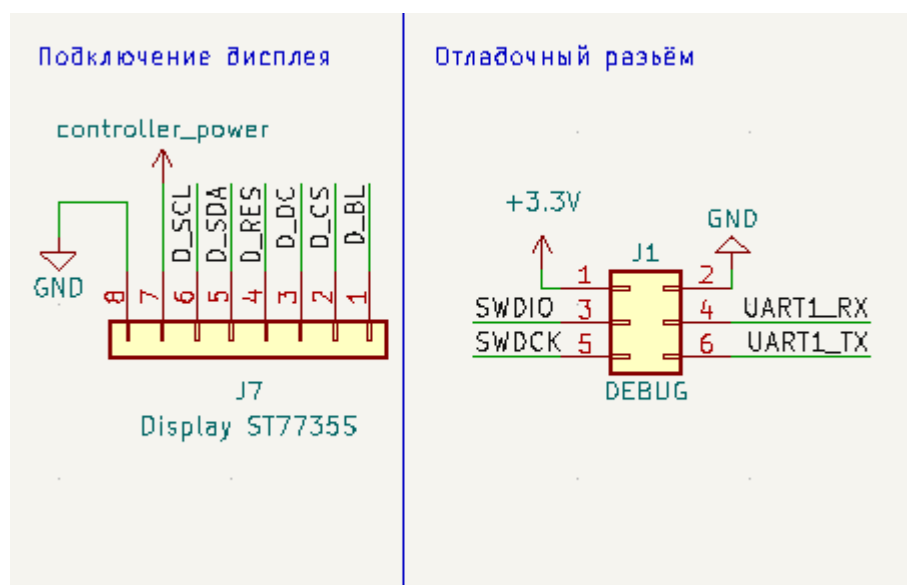 Подключение дисплея
controller_power
D_SCL
D_SDA
D_RES
D_DC
D_CS
D_BL
GND
8 7 6 5 4 3 2 1
J7
Display ST7735S
Отладочный разъём
+3.3V
GND
J1
1 2
SWDIO 3 4 UART1_RX
SWDCK 5 6 UART1_TX
DEBUG